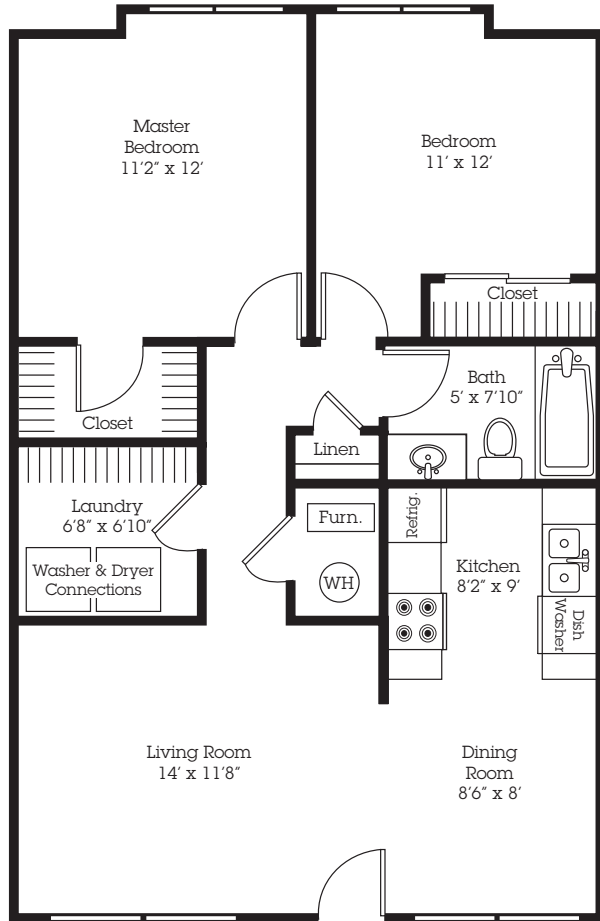 Master
Bedroom
11'2" x 12'
Bedroom
11' x 12'
Closet
Closet
Bath
5' x 7'10"
Linen
Laundry
6'8" x 6'10"
Washer & Dryer
Connections
Furn.
WH
Refrig.
Kitchen
8'2" x 9'
Dish
Washer
Living Room
14' x 11'8"
Dining
Room
8'6" x 8'